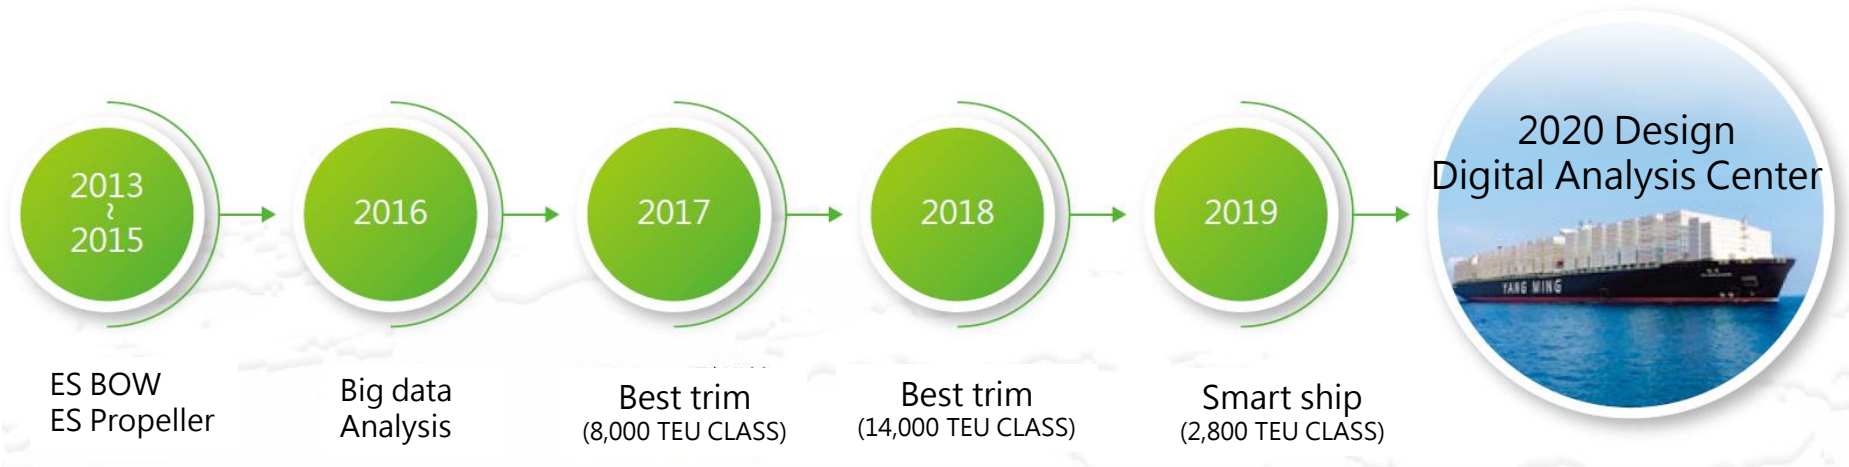 2013
~
2015
ES BOW
ES Propeller
2016
Big data
Analysis
2017
Best trim
(8,000 TEU CLASS)
2018
Best trim
(14,000 TEU CLASS)
2019
Smart ship
(2,800 TEU CLASS)
2020 Design
Digital Analysis Center
YANG MING